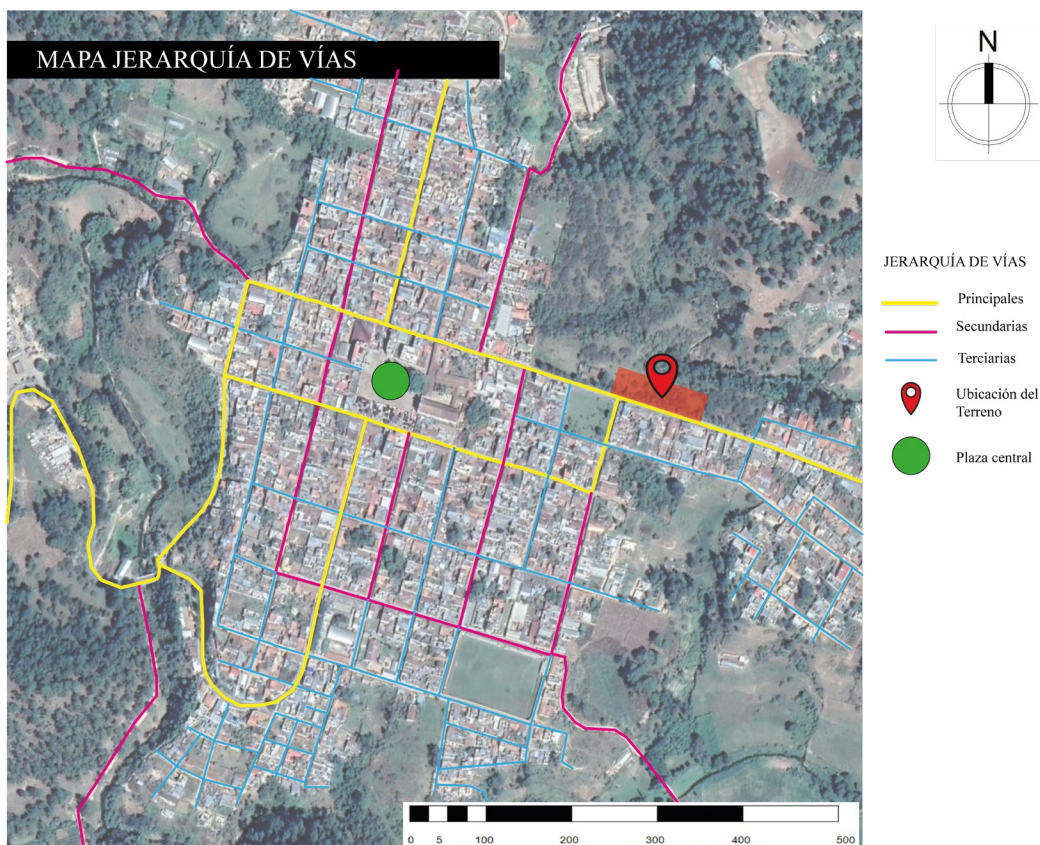 MAPA JERARQUÍA DE VÍAS
N
JERARQUÍA DE VÍAS
Principales
Secundarias
Terciarias
Ubicación del
Terreno
Plaza central
0 5 100 200 300 400 500